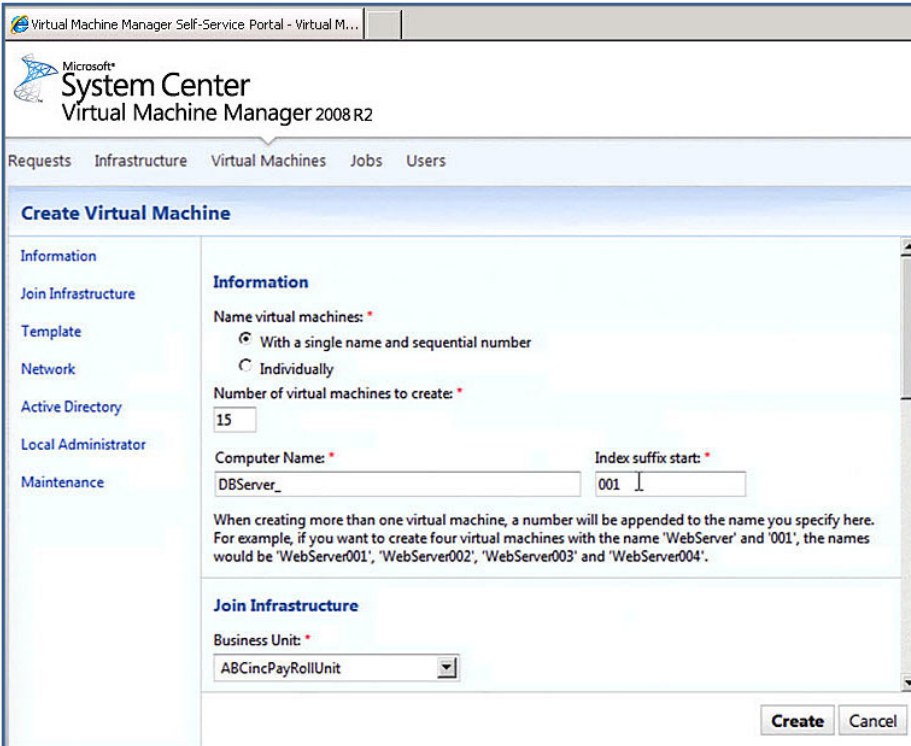 Virtual Machine Manager Self-Service Portal - Virtual M...
Microsoft®
System Center
Virtual Machine Manager 2008 R2
Requests Infrastructure Virtual Machines Jobs Users
Create Virtual Machine
Information
Join Infrastructure
Template
Network
Active Directory
Local Administrator
Maintenance
Information
Name virtual machines: *
With a single name and sequential number
Individually
Number of virtual machines to create: *
15
Computer Name: * Index suffix start: *
DBServer_ 001
When creating more than one virtual machine, a number will be appended to the name you specify here.
For example, if you want to create four virtual machines with the name 'WebServer' and '001', the names
would be 'WebServer001', 'WebServer002', 'WebServer003' and 'WebServer004'.
Join Infrastructure
Business Unit: *
ABCincPayRollUnit
Create Cancel